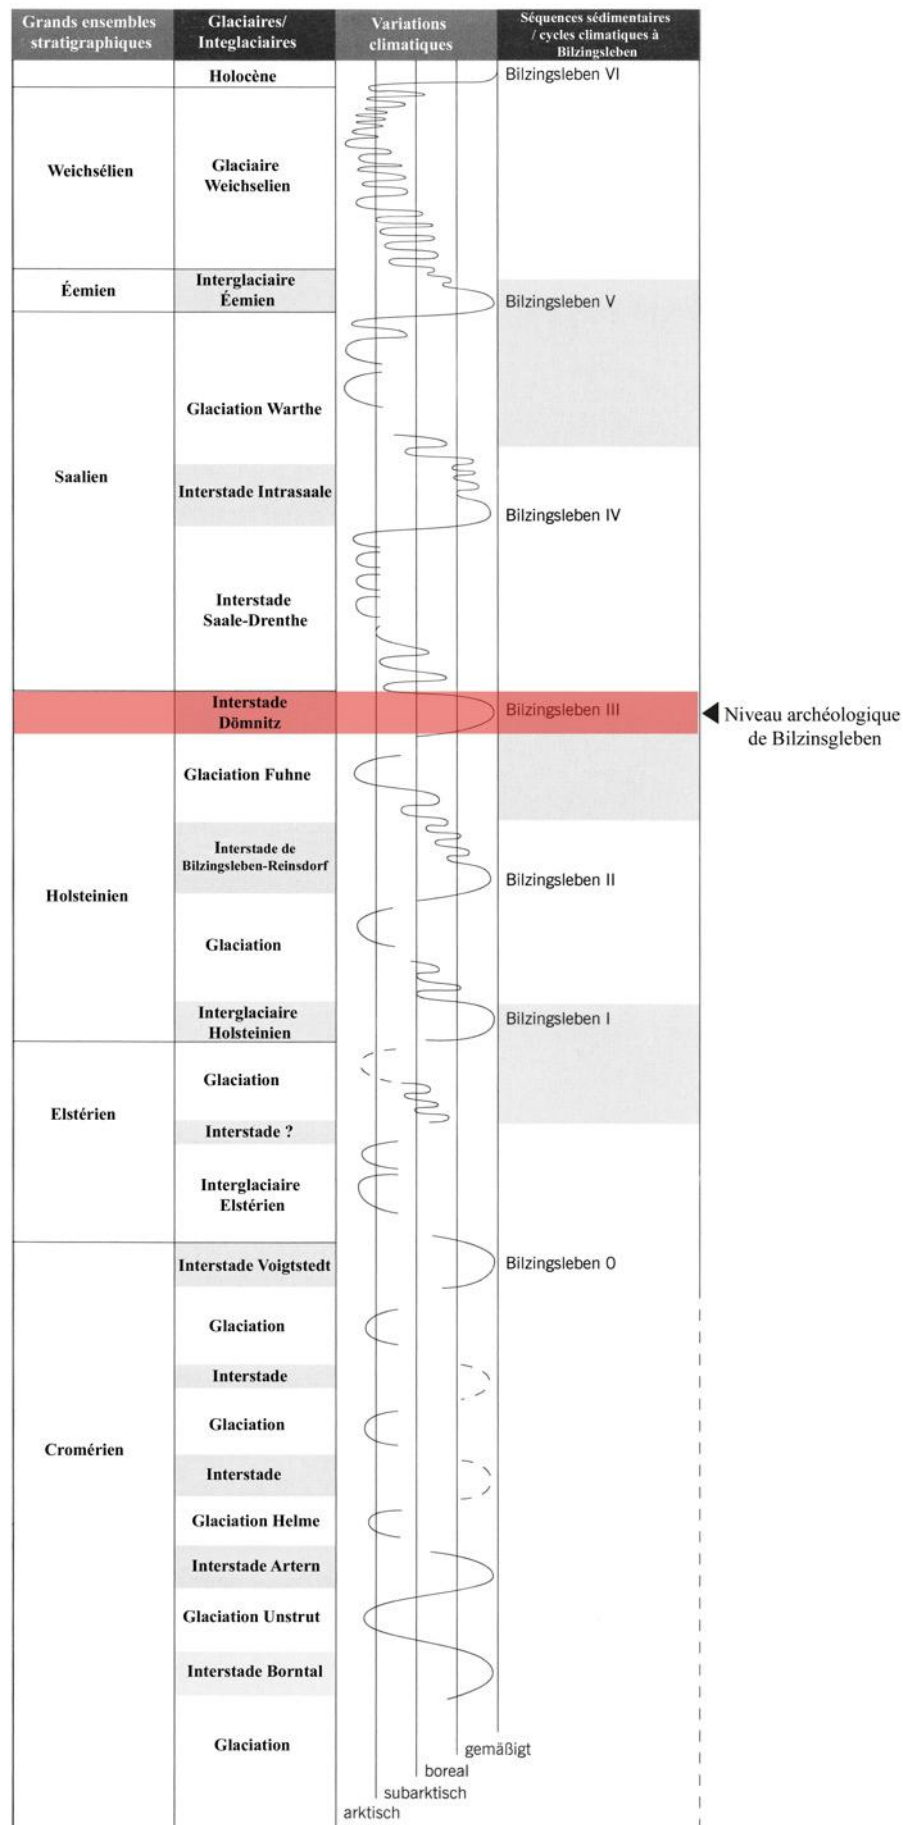 Grands ensembles
stratigraphiques
Glaciaires/
Integlaciaires
Variations
climatiques
Séquences sédimentaires
/ cycles climatiques à
Bilzingsleben
Holocène
Bilzingsleben VI
Weichsélien
Glaciaire
Weichselien
Éemien
Interglaciaire
Éemien
Bilzingsleben V
Glaciation Warthe
Saalien
Interstade Intrasaale
Bilzingsleben IV
Interstade
Saale-Drenthe
Interstade
Dömnitz
Bilzingsleben III
Niveau archéologique
de Bilzinsgleben
Glaciation Fuhne
Interstade de
Bilzingsleben-Reinsdorf
Bilzingsleben II
Holsteinien
Glaciation
Interglaciaire
Holsteinien
Bilzingsleben I
Glaciation
Elstérien
Interstade ?
Interglaciaire
Elstérien
Interstade Voigtstedt
Bilzingsleben O
Glaciation
Interstade
Glaciation
Cromérien
Interstade
Glaciation Helme
Interstade Artern
Glaciation Unstrut
Interstade Borntal
Glaciation
gemäßigt
boreal
subarktisch
arktisch